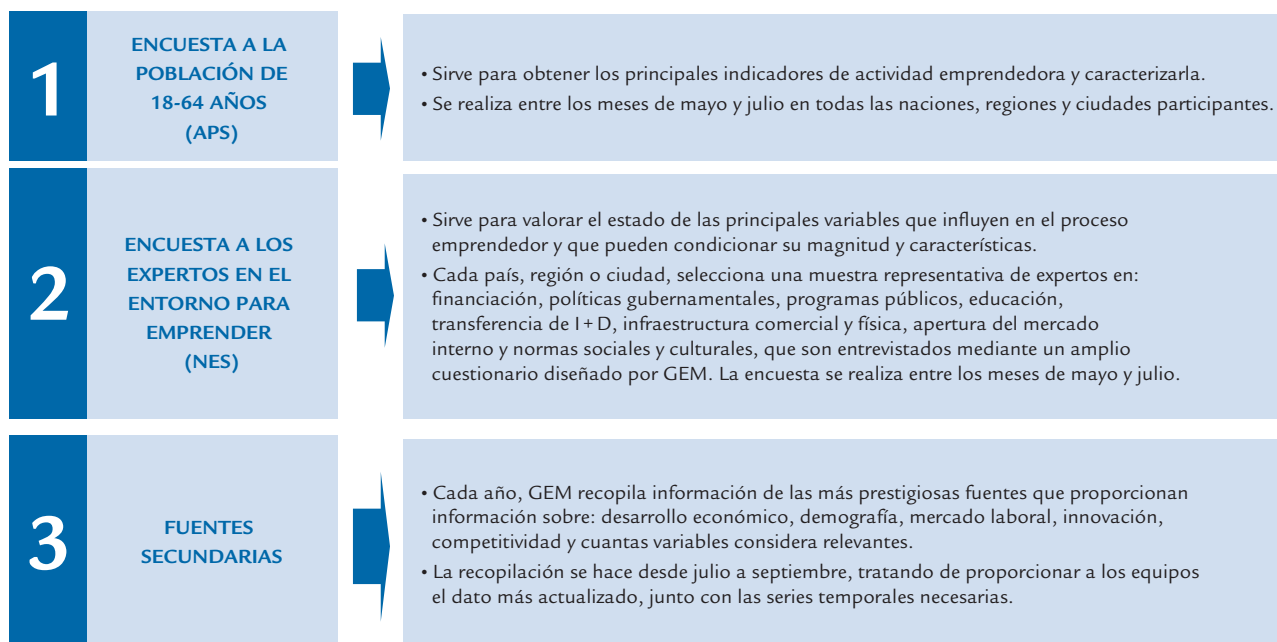 1
ENCUESTA A LA
POBLACIÓN DE
18-64 AÑOS
(APS)
• Sirve para obtener los principales indicadores de actividad emprendedora y caracterizarla.
• Se realiza entre los meses de mayo y julio en todas las naciones, regiones y ciudades participantes.
2
ENCUESTA A LOS
EXPERTOS EN EL
ENTORNO PARA
EMPRENDER
(NES)
• Sirve para valorar el estado de las principales variables que influyen en el proceso
emprendedor y que pueden condicionar su magnitud y características.
• Cada país, región o ciudad, selecciona una muestra representativa de expertos en:
financiación, políticas gubernamentales, programas públicos, educación,
transferencia de I+D, infraestructura comercial y física, apertura del mercado
interno y normas sociales y culturales, que son entrevistados mediante un amplio
cuestionario diseñado por GEM. La encuesta se realiza entre los meses de mayo y julio.
3
FUENTES
SECUNDARIAS
• Cada año, GEM recopila información de las más prestigiosas fuentes que proporcionan
información sobre: desarrollo económico, demografía, mercado laboral, innovación,
competitividad y cuantas variables considera relevantes.
• La recopilación se hace desde julio a septiembre, tratando de proporcionar a los equipos
el dato más actualizado, junto con las series temporales necesarias.